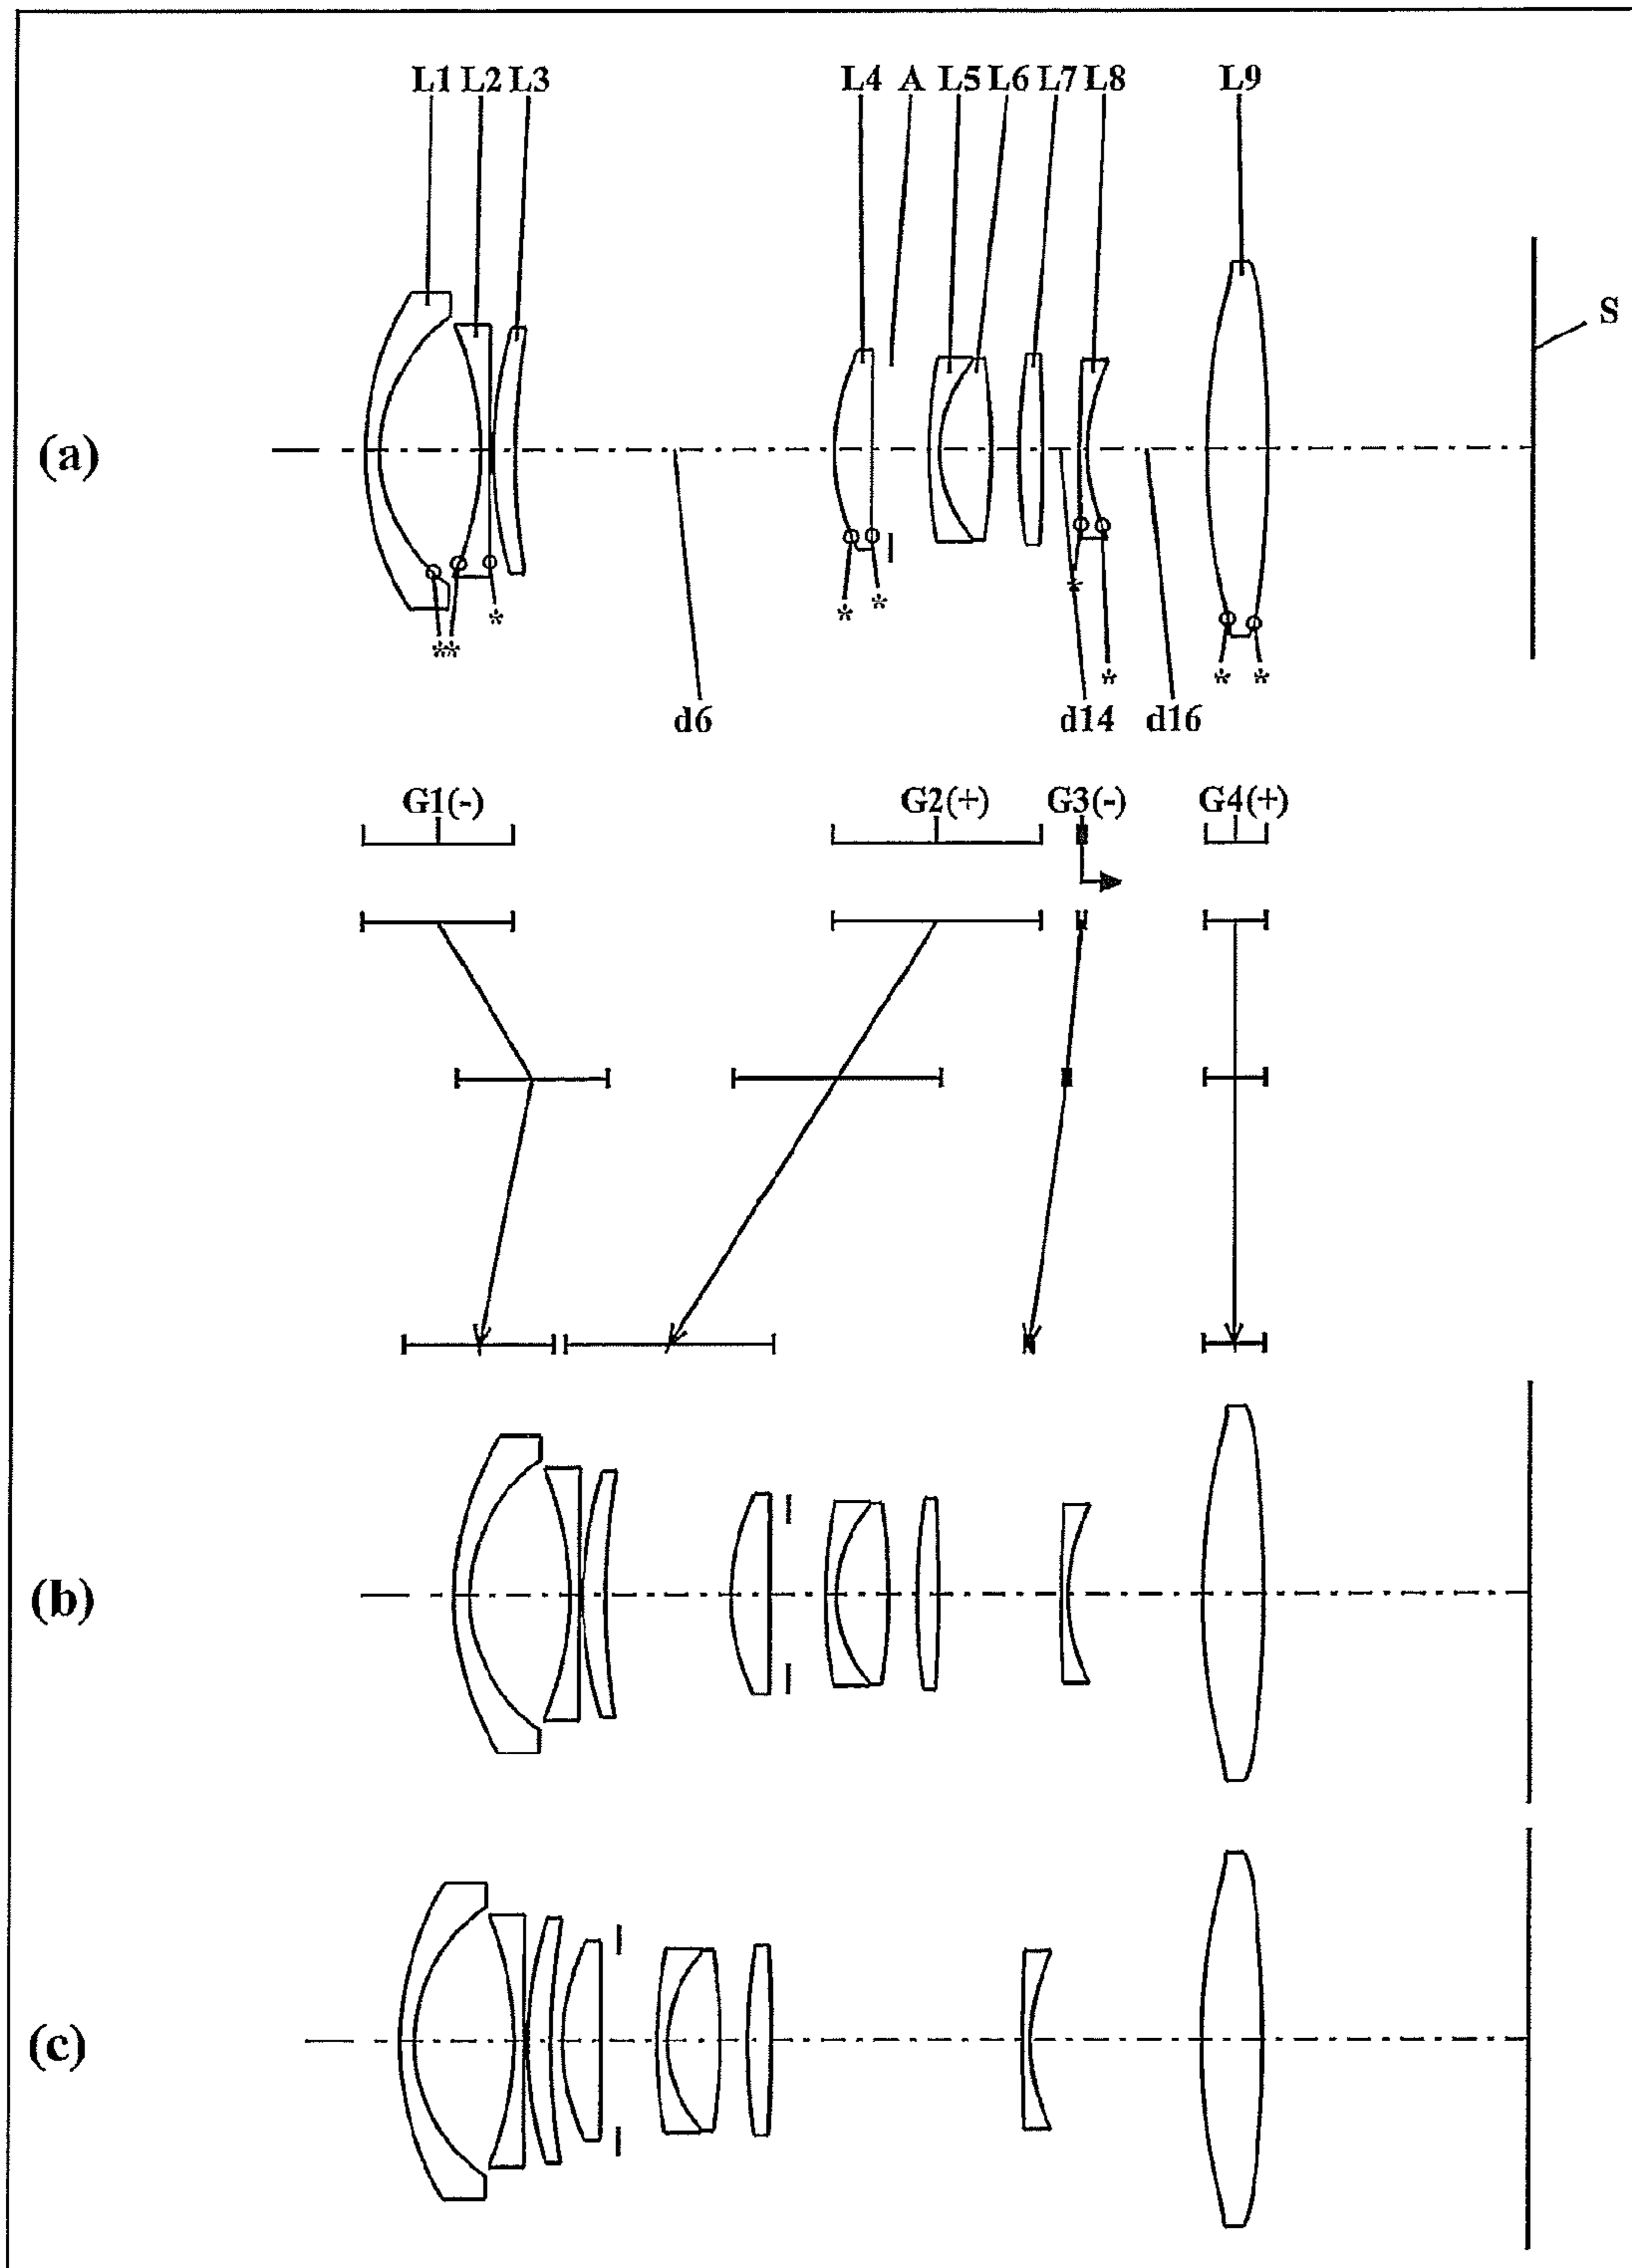 L1 L2 L3 L4 A L5 L6 L7 L8 L9
S
(a)
* * * * * * * * *
d6 d14 d16
G1(-) G2(+) G3(-) G4(+)
(b)
(c)